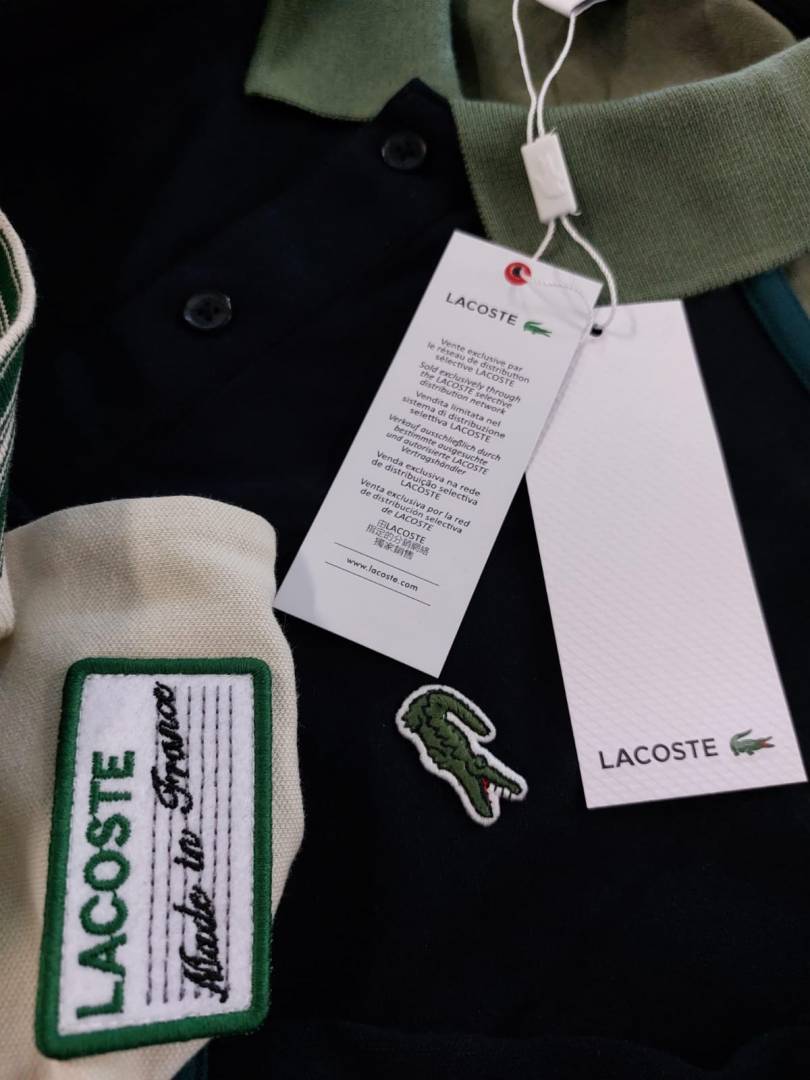 LACOSTE
Vente exclusive par
le réseau de distribution
sélective LACOSTE
Sold exclusively through
the LACOSTE selective
distribution network
Vendita limitata nel
sistema di distribuzione
selettiva LACOSTE
Verkauf ausschließlich durch
bestimmte ausgesuchte
und autorisierte LACOSTE
Vertragshändler
Venda exclusiva na rede
de distribuição selectiva
LACOSTE
Venta exclusiva por la red
de distribución selectiva
de LACOSTE
由LACOSTE
指定的分銷網絡
獨家銷售
www.lacoste.com
LACOSTE
LACOSTE
Made in France